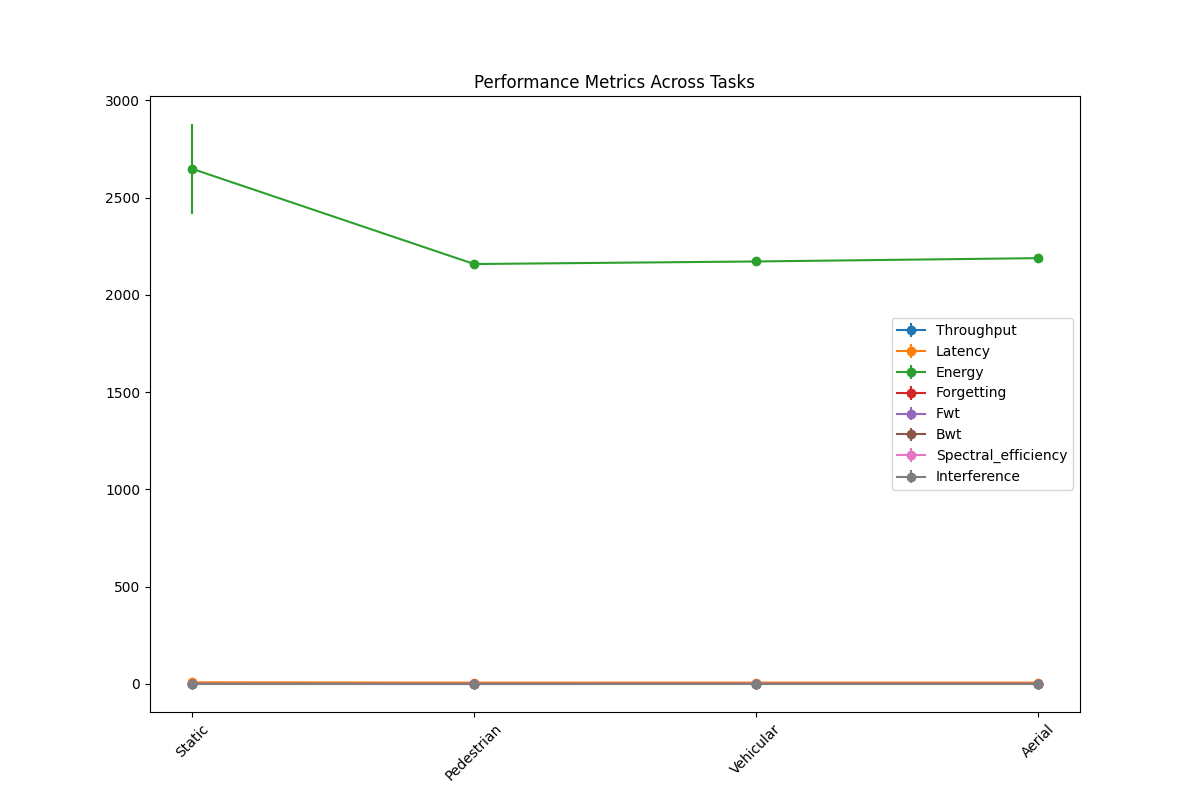 Performance Metrics Across Tasks
3000
2500
2000
1500
1000
500
0
Throughput
Latency
Energy
Forgetting
Fwt
Bwt
Spectral_efficiency
Interference
Static
Pedestrian
Vehicular
Aerial